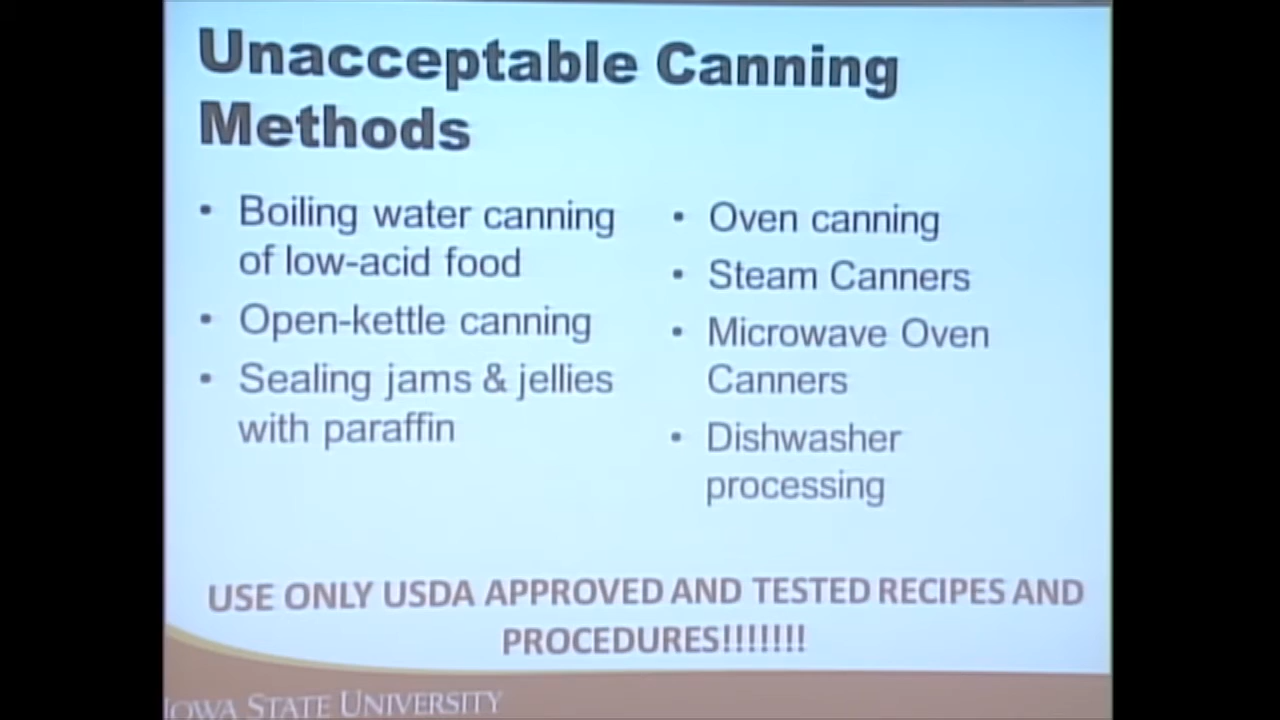 Unacceptable Canning
Methods
• Boiling water canning
of low-acid food
• Open-kettle canning
• Sealing jams & jellies
with paraffin
• Oven canning
• Steam Canners
• Microwave Oven
Canners
• Dishwasher
processing
USE ONLY USDA APPROVED AND TESTED RECIPES AND
PROCEDURES!!!!!!!
IOWA STATE UNIVERSITY